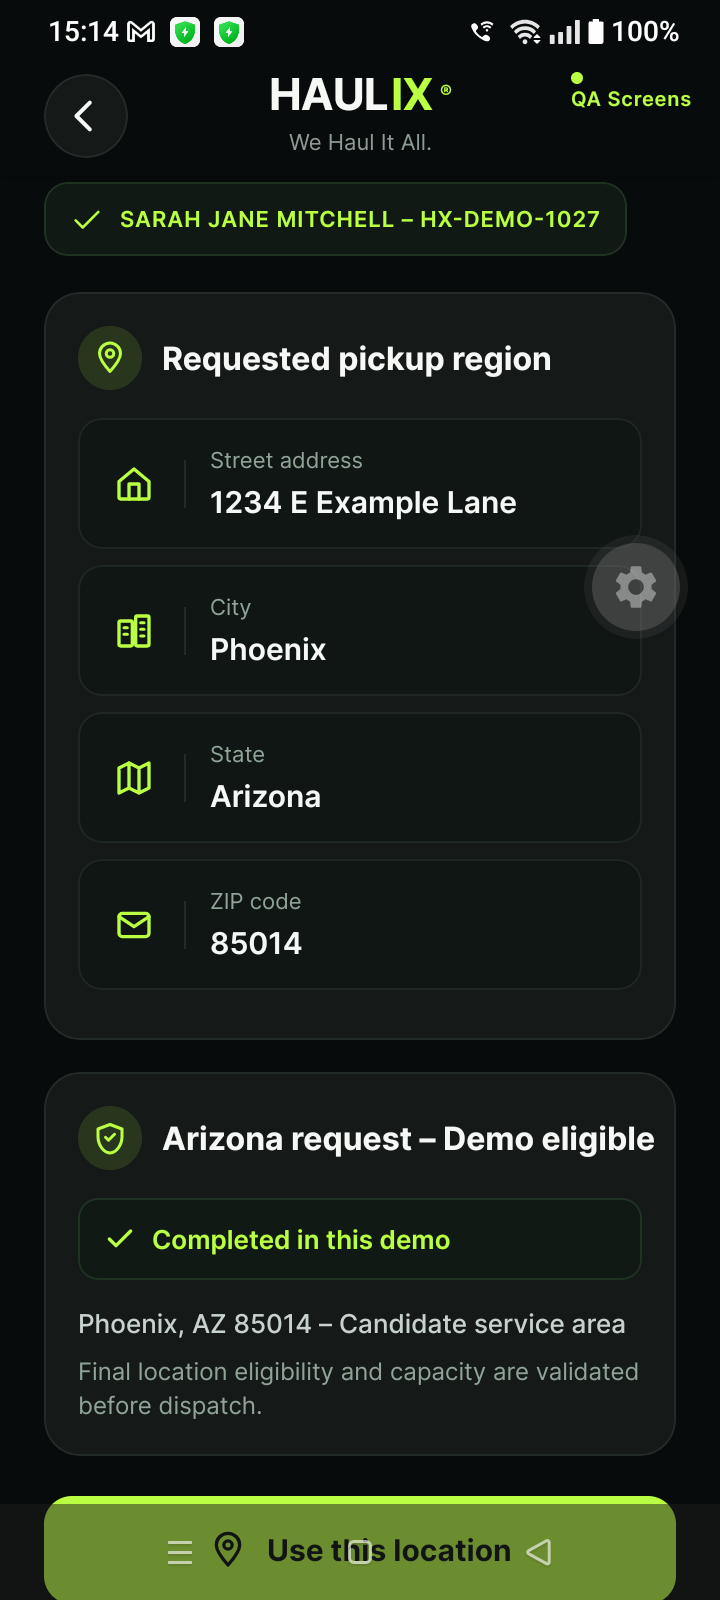 15:14
100%
HAULIX ®
QA Screens
We Haul It All.
SARAH JANE MITCHELL – HX-DEMO-1027
Requested pickup region
Street address
1234 E Example Lane
City
Phoenix
State
Arizona
ZIP code
85014
Arizona request – Demo eligible
Completed in this demo
Phoenix, AZ 85014 – Candidate service area
Final location eligibility and capacity are validated
before dispatch.
Use this location